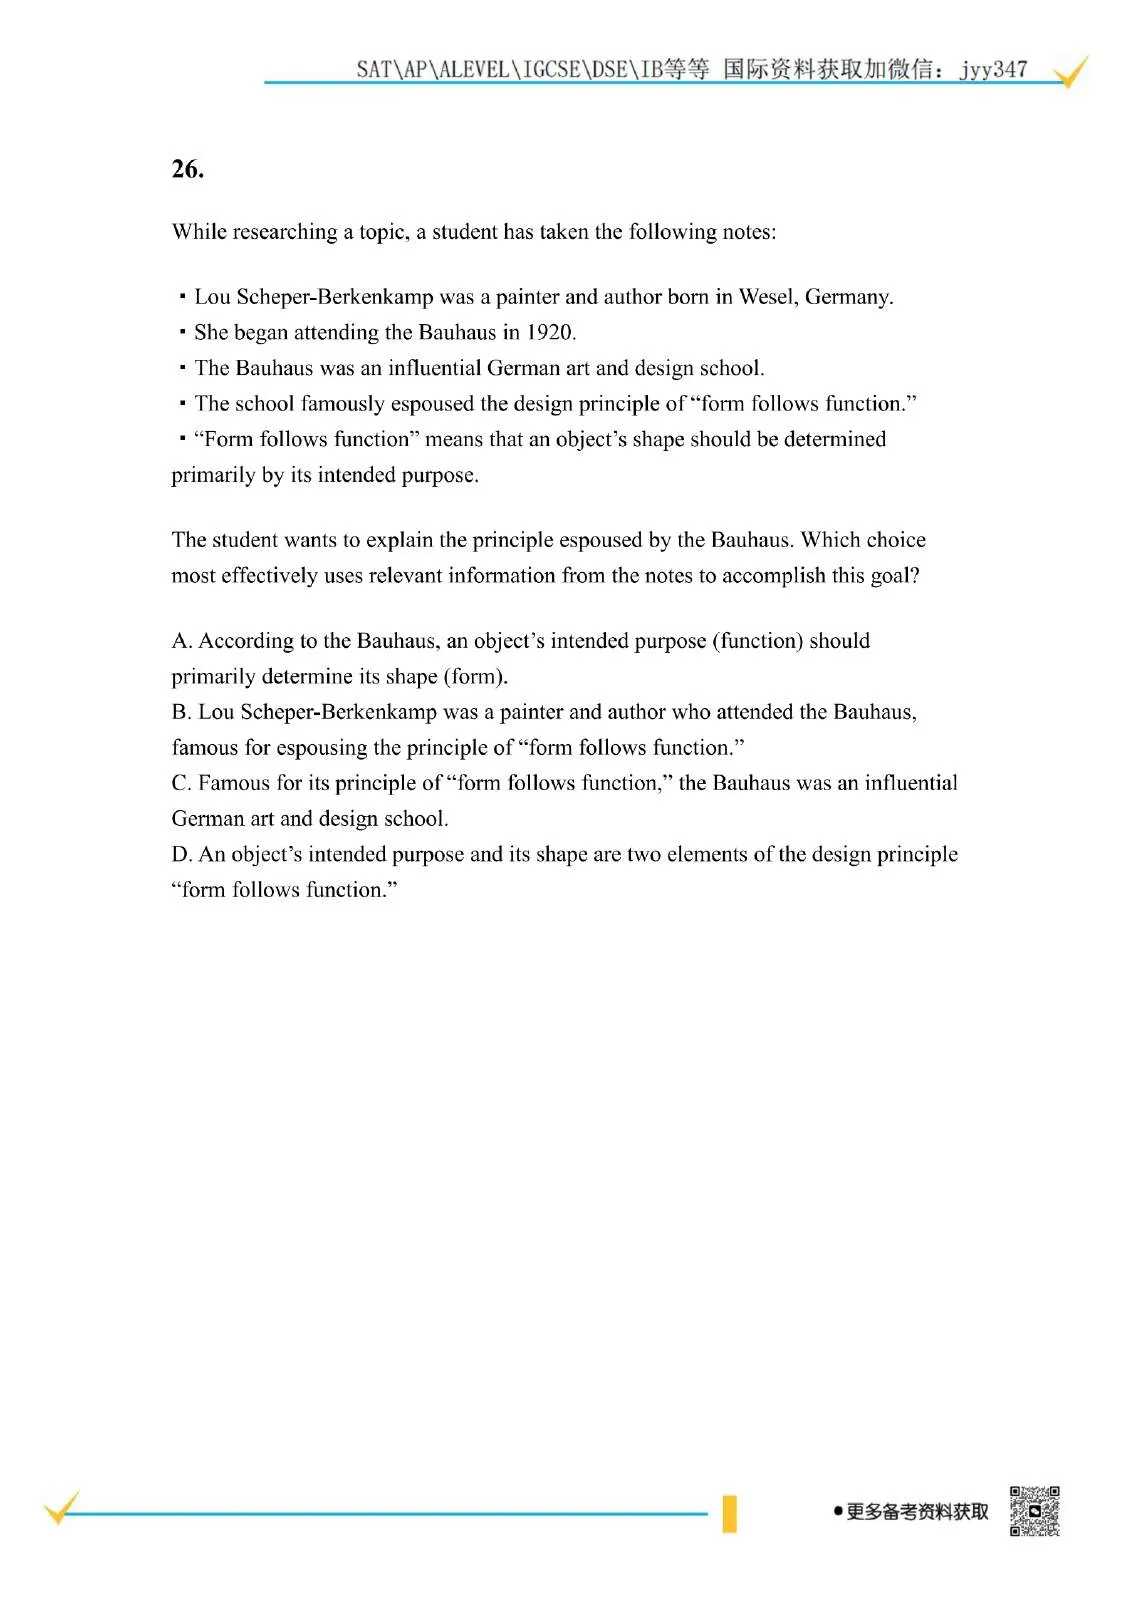 SAT\AP\ALEVEL\IGCSE\DSE\IB等等 国际资料获取加微信：jyy347
26.
While researching a topic, a student has taken the following notes:
▪ Lou Scheper-Berkenkamp was a painter and author born in Wesel, Germany.
▪ She began attending the Bauhaus in 1920.
▪ The Bauhaus was an influential German art and design school.
▪ The school famously espoused the design principle of “form follows function.”
▪ “Form follows function” means that an object’s shape should be determined
primarily by its intended purpose.
The student wants to explain the principle espoused by the Bauhaus. Which choice
most effectively uses relevant information from the notes to accomplish this goal?
A. According to the Bauhaus, an object’s intended purpose (function) should
primarily determine its shape (form).
B. Lou Scheper-Berkenkamp was a painter and author who attended the Bauhaus,
famous for espousing the principle of “form follows function.”
C. Famous for its principle of “form follows function,” the Bauhaus was an influential
German art and design school.
D. An object’s intended purpose and its shape are two elements of the design principle
“form follows function.”
●更多备考资料获取